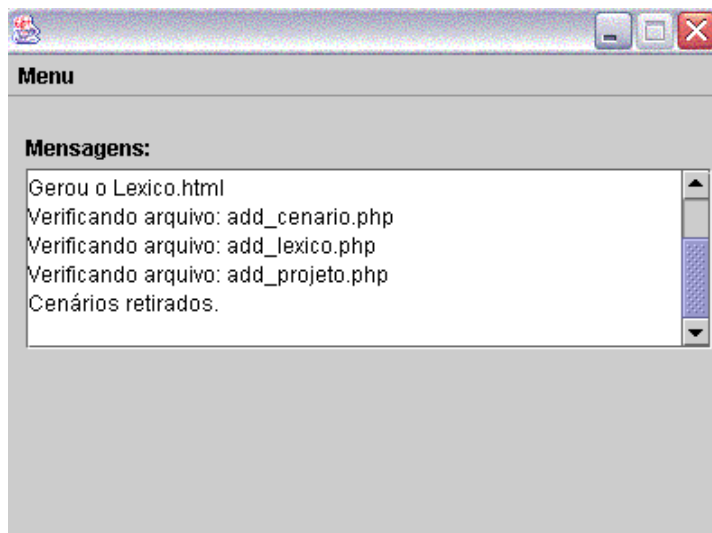 Menu
Mensagens:
Gerou o Lexico.html
Verificando arquivo: add_cenario.php
Verificando arquivo: add_lexico.php
Verificando arquivo: add_projeto.php
Cenários retirados.